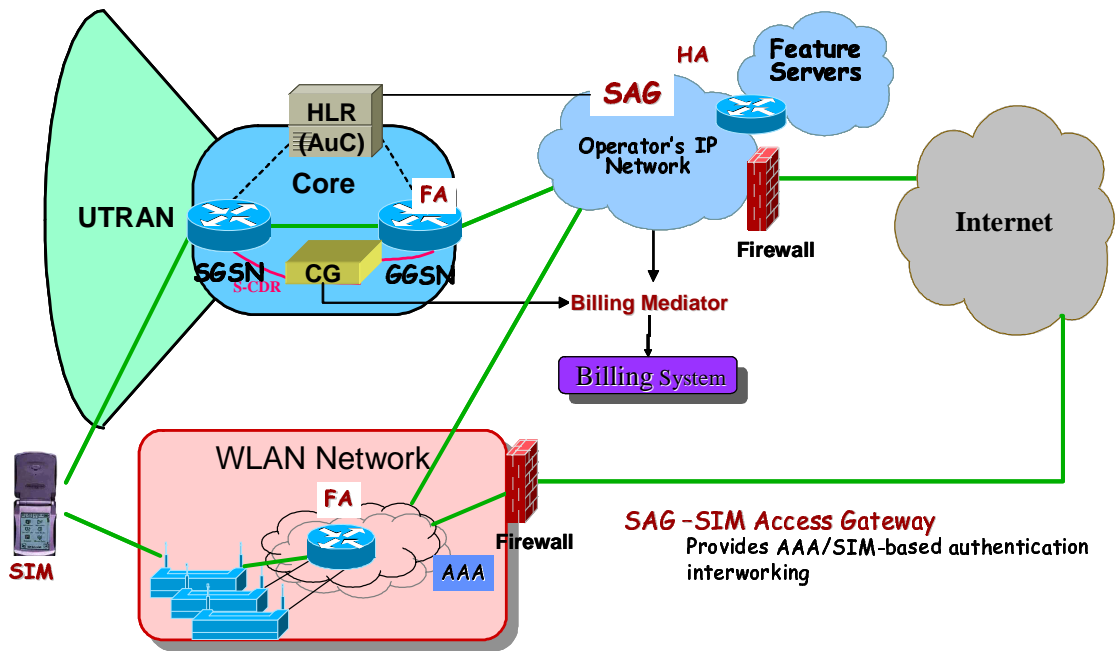 Feature
Servers
HA
SAG
HLR
(AuC)
Operator's IP
Network
Core
FA
UTRAN
Internet
Firewall
SGSN
CG
GGSN
S-CDR
Billing Mediator
Billing System
WLAN Network
FA
SIM
Firewall
AAA
SAG –SIM Access Gateway
Provides AAA/SIM-based authentication
interworking